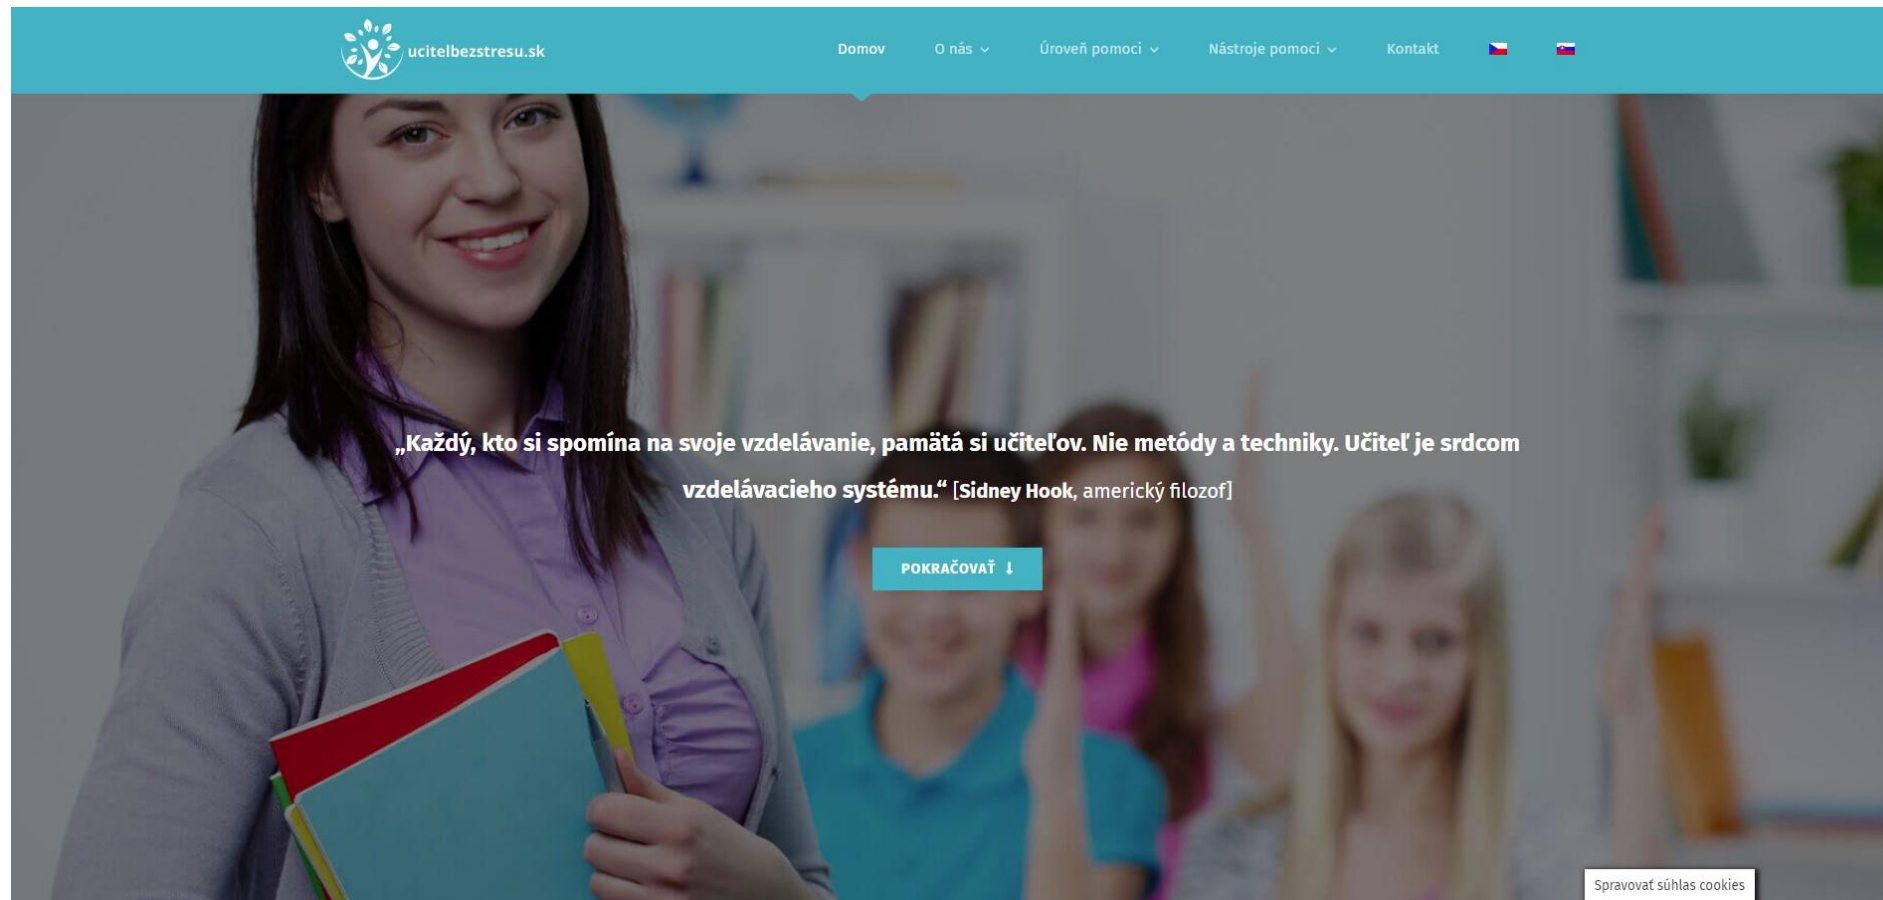 ucitelbezstresu.sk
Domov
O nás
Úroveň pomoci
Nástroje pomoci
Kontakt
„Každý, kto si spomína na svoje vzdelávanie, pamätá si učiteľov. Nie metódy a techniky. Učiteľ je srdcom
vzdelávacieho systému.“ [Sidney Hook, americký filozof]
POKRAČOVAŤ
Spravovať súhlas cookies